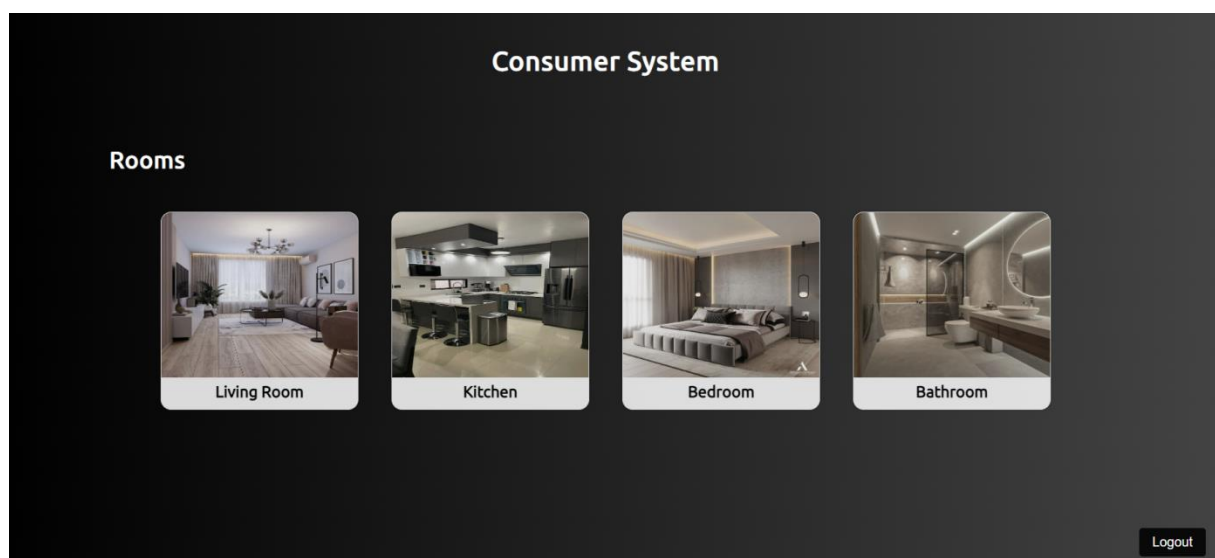 Consumer System
Rooms
Living Room
Kitchen
Bedroom
Bathroom
Logout